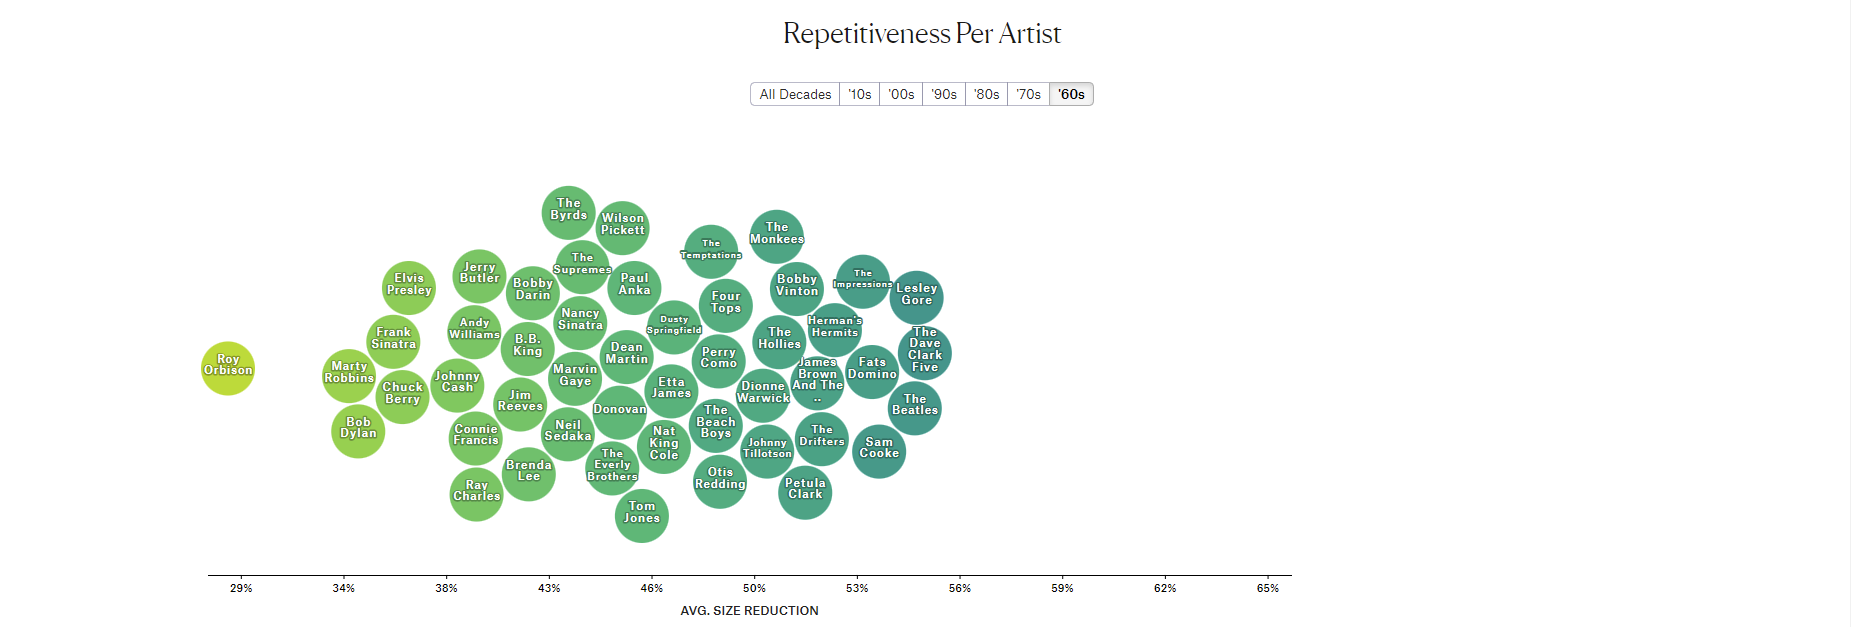 Repetitiveness Per Artist
All Decades '10s '00s '90s '80s '70s '60s
The
Byrds
Wilson
Pickett
The
Temptations
The
Monkees
Elvis
Presley
Jerry
Butler
Bobby
Darin
The
Supremes
Paul
Anka
Four
Tops
Bobby
Vinton
The
Impressions
Lesley
Gore
Frank
Sinatra
Andy
Williams
B.B.
King
Nancy
Sinatra
Dusty
Springfield
Dean
Martin
Perry
Como
The
Hollies
Herman's
Hermits
The
Dave
Clark
Five
Roy
Orbison
Marty
Robbins
Chuck
Berry
Johnny
Cash
Marvin
Gaye
Etta
James
Dionne
Warwick
James
Brown
And The
..
Fats
Domino
Bob
Dylan
Connie
Francis
Jim
Reeves
Neil
Sedaka
Donovan
Nat
King
Cole
The
Beach
Boys
Johnny
Tillotson
The
Drifters
Sam
Cooke
The
Beatles
Ray
Charles
Brenda
Lee
The
Everly
Brothers
Tom
Jones
Otis
Redding
Petula
Clark
29% 34% 38% 43% 46% 50% 53% 56% 59% 62% 65%
AVG. SIZE REDUCTION